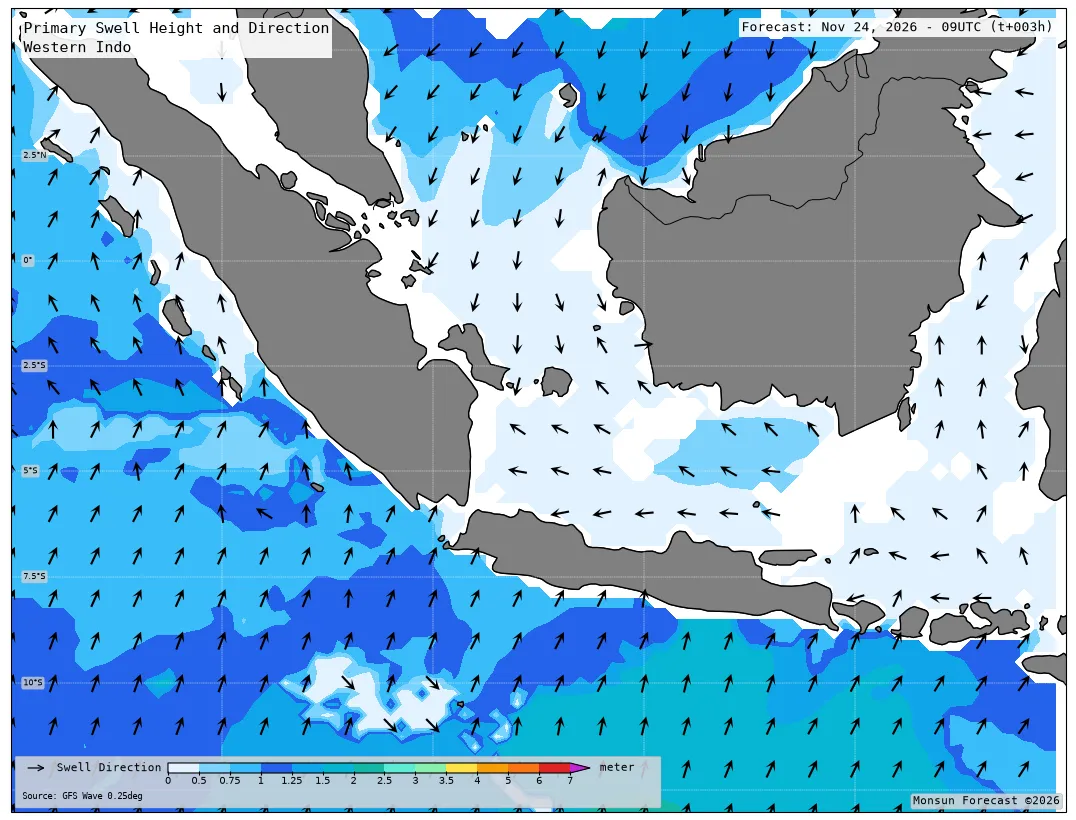 Primary Swell Height and Direction
Western Indo
Forecast: Nov 24, 2026 - 09UTC (t+003h)
2.5°N
0°
2.5°S
5°S
7.5°S
10°S
Swell Direction
0 0.5 0.75 1 1.25 1.5 2 2.5 3 3.5 4 5 6 7
meter
Source: GFS Wave 0.25deg
Monsun Forecast ©2026